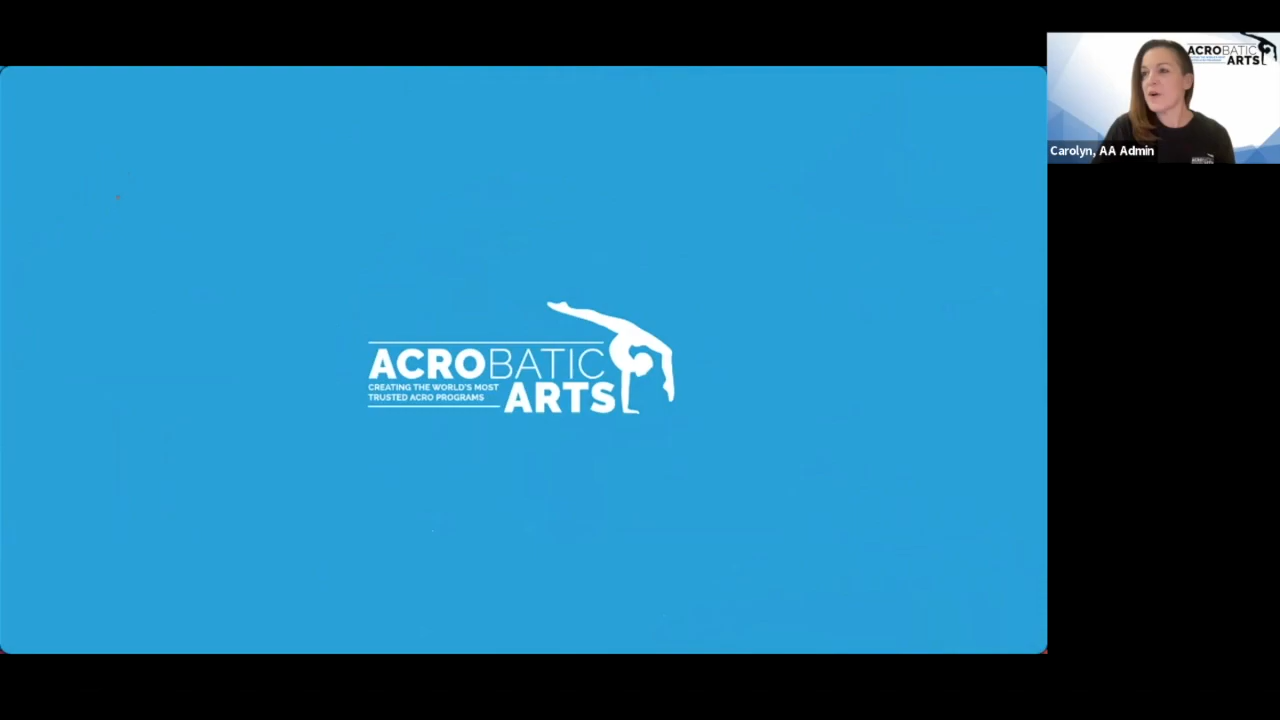 ACROBATIC
CREATING THE WORLD'S MOST
TRUSTED ACRO PROGRAMS
ARTS
ACROBATIC
ARTS
Carolyn, AA Admin